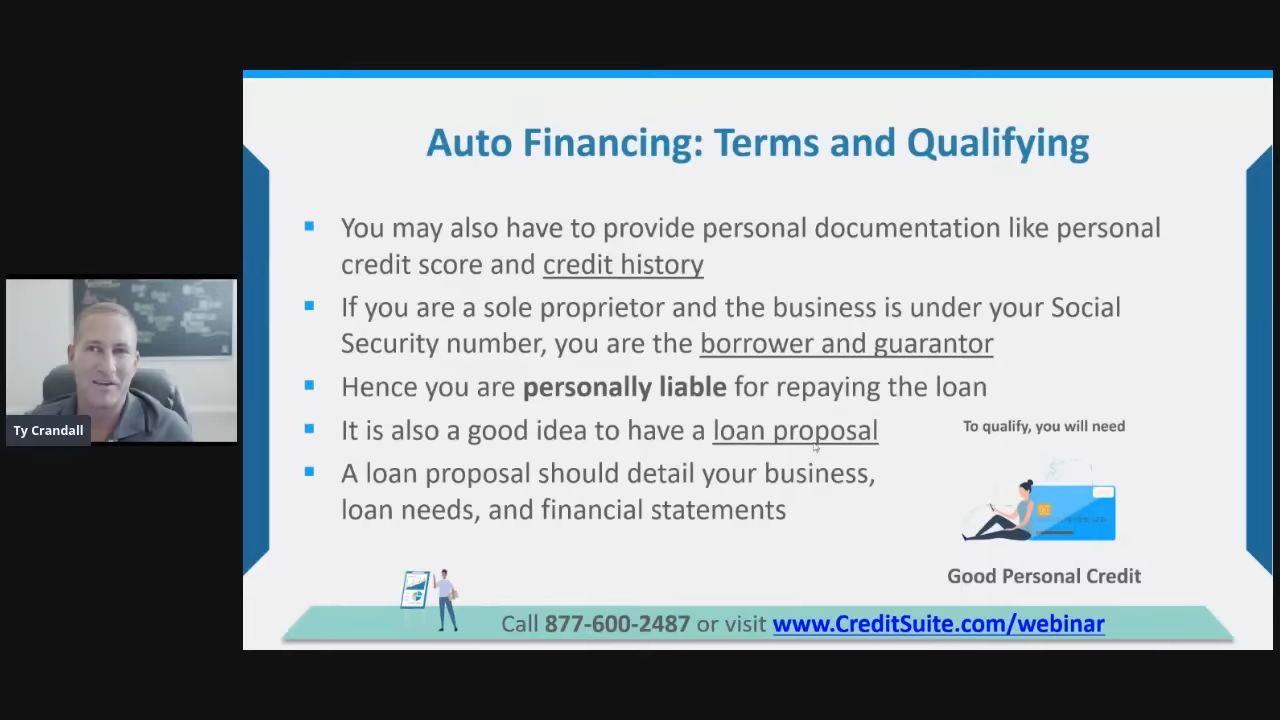 Auto Financing: Terms and Qualifying
You may also have to provide personal documentation like personal
credit score and credit history
If you are a sole proprietor and the business is under your Social
Security number, you are the borrower and guarantor
Hence you are personally liable for repaying the loan
It is also a good idea to have a loan proposal
A loan proposal should detail your business,
loan needs, and financial statements
To qualify, you will need
Good Personal Credit
Ty Crandall
Call 877-600-2487 or visit www.CreditSuite.com/webinar